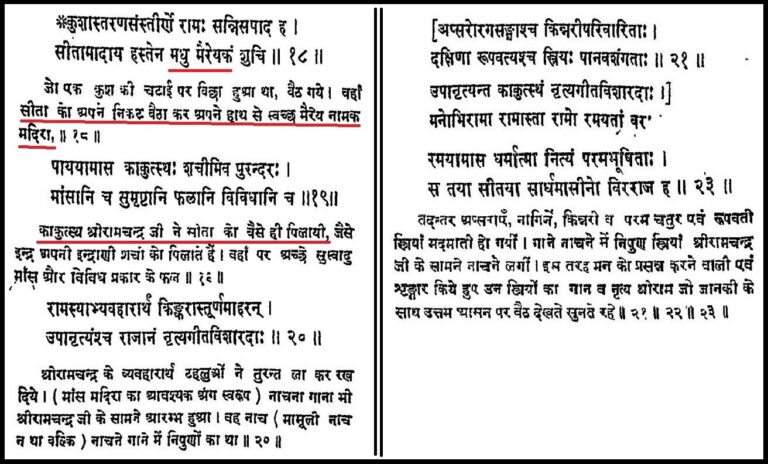 ※कुशास्तरणसंस्तीर्णे रामः सन्निसपाद ह ।
सीतामादाय हस्तेन मधु मैरेयकं शुचि ॥ १८ ॥
जो एक कुश की चटाई पर बिछा हुआ था, बैठ गये। वहाँ
सीता को अपने निकट बैठा कर अपने हाथ से स्वच्छ मैरेय नामक
मदिरा, ॥ १८ ॥
पाययामास काकुत्स्थः शचीमिव पुरन्दरः ।
मांसानि च सुमृष्टानि फलानि विविधानि च ॥१९॥
काकुत्स्थ श्रीरामचन्द्र जी ने सीता को वैसे ही पिलायी, जैसे
इन्द्र अपनी इन्द्राणी शची को पिलाते हैं। वहाँ पर अच्छे सुस्वादु
माँस और विविध प्रकार के फल ॥ १९ ॥
रामस्याभ्यवहारार्थं किङ्करास्तूर्णमाहरन् ।
उपानृत्यंश्च राजानं नृत्यगीतविशारदाः ॥ २० ॥
श्रीरामचन्द्र के व्यवहारार्थ टहलुओं ने तुरन्त ला कर रख
दिये। ( माँस मदिरा का आवश्यक अंग स्वरूप ) नाचना गाना भी
श्रीरामचन्द्र जी के सामने आरम्भ हुआ। वह नाच ( मामूली नाच
न था बल्कि ) नाचने गाने में निपुणों का था ॥ २० ॥
[अप्सरोरगसङ्घाश्च किन्नरीपरिवारिताः ।
दक्षिणा रूपवत्यश्च स्त्रियः पानवशंगताः ॥ २१ ॥
उपानृत्यन्त काकुत्स्थं नृत्यगीतविशारदाः ।]
मनोभिरामा रामास्ता रामो रमयतां वरः
रमयामास धर्मात्मा नित्यं परमभूषिताः ।
स तया सीतया सार्धमासीनो विरराज ह ॥ २३ ॥
तदनन्तर अप्सराएँ, नागिनें, किन्नरी व परम चतुर एवं रूपवती
स्त्रियाँ मदमाती हो गयीं। गाने नाचने में निपुण स्त्रियाँ श्रीरामचन्द्र
जी के सामने नाचने लगीं। इस तरह मन को प्रसन्न करने वाली एवं
श्रृङ्गार किये हुए उन स्त्रियों का गान व नृत्य श्रीराम जी जानकी के
साथ उत्तम आसन पर बैठ देखते सुनते रहे ॥ २१ ॥ २२ ॥ २३ ॥